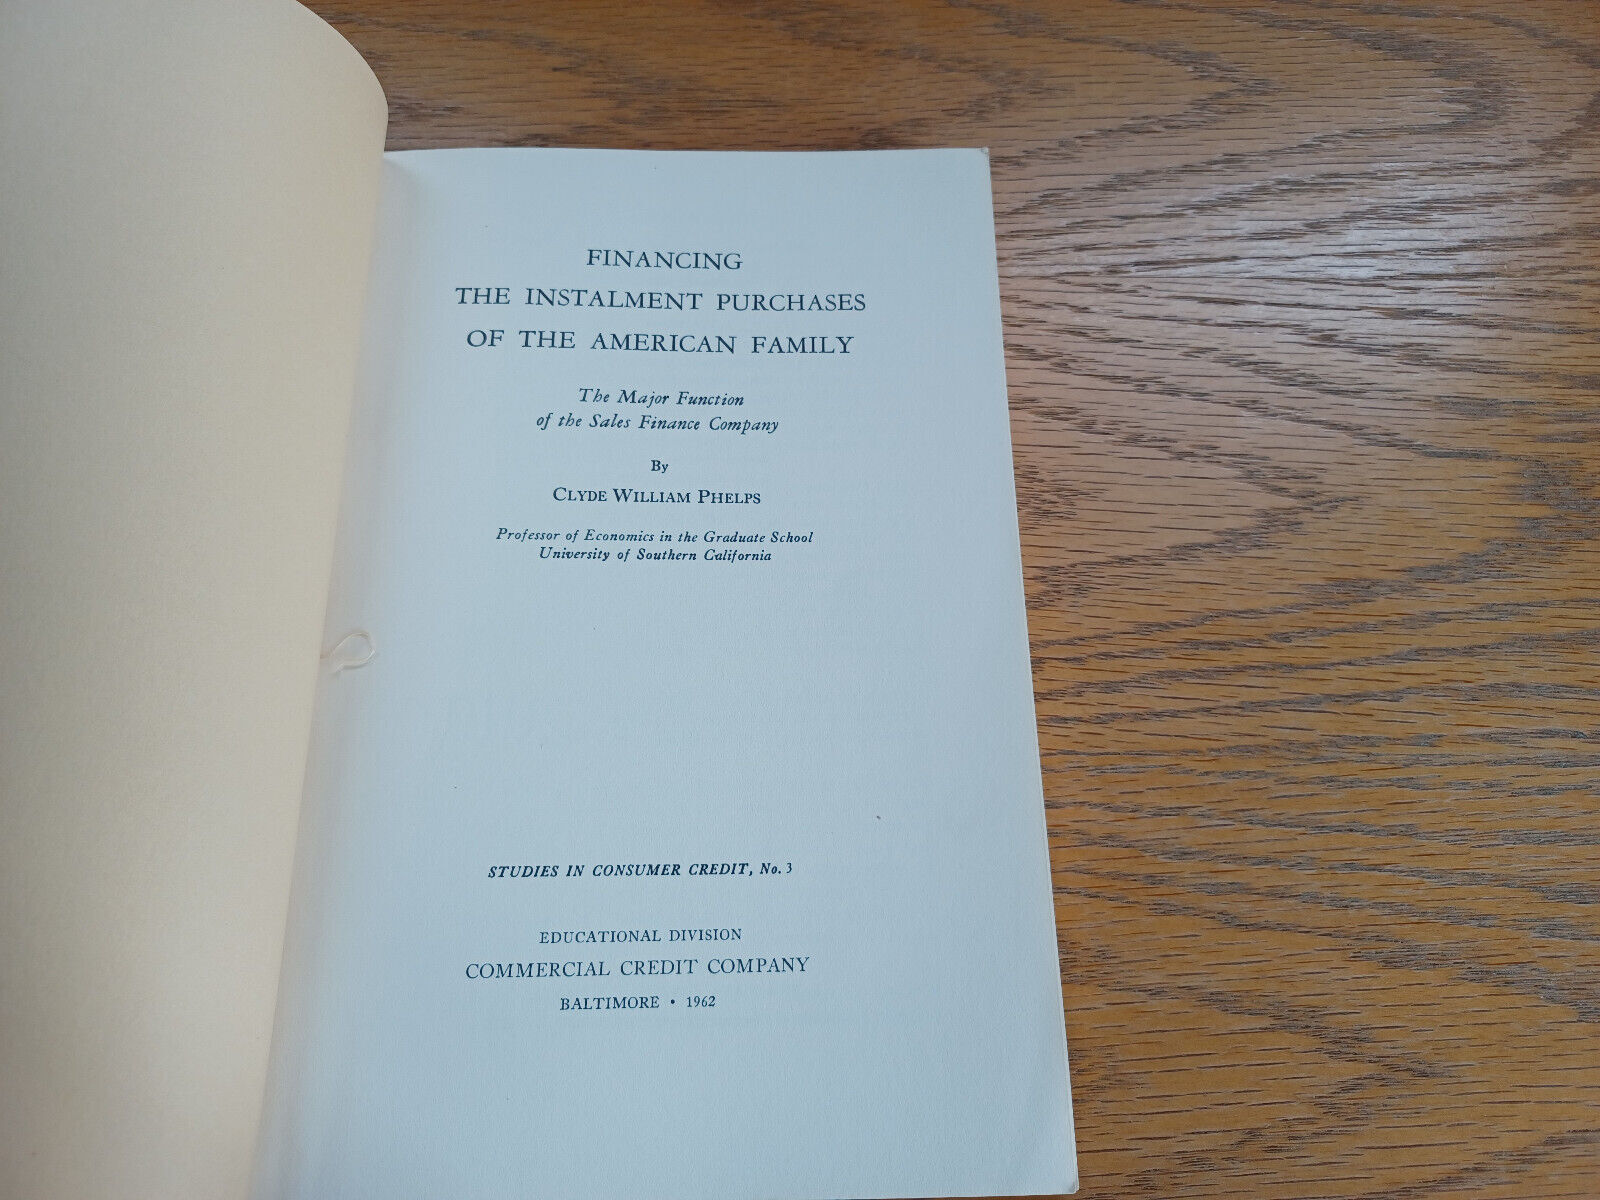 FINANCING
THE INSTALMENT PURCHASES
OF THE AMERICAN FAMILY
The Major Function
of the Sales Finance Company
By
CLYDE WILLIAM PHELPS
Professor of Economics in the Graduate School
University of Southern California
STUDIES IN CONSUMER CREDIT, No. 3
EDUCATIONAL DIVISION
COMMERCIAL CREDIT COMPANY
BALTIMORE • 1962